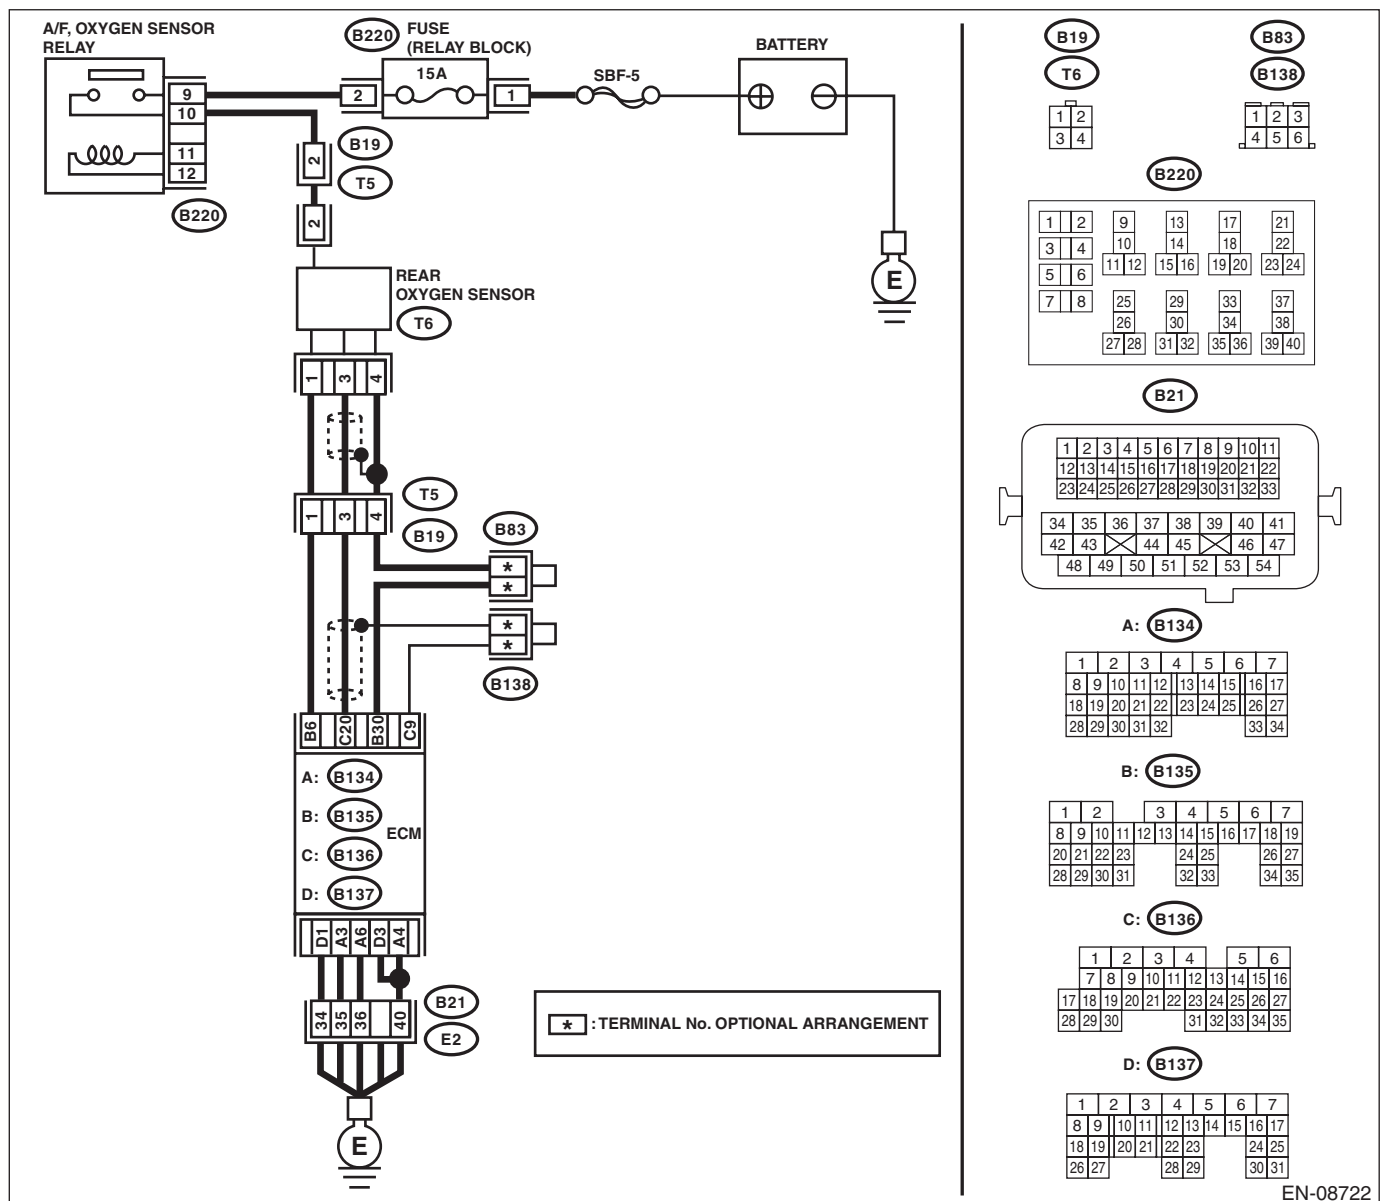 A/F, OXYGEN SENSOR
RELAY
B220
FUSE
(RELAY BLOCK)
15A
SBF-5
BATTERY
9
10
11
12
2
1
B220
2
B19
T5
2
E
REAR
OXYGEN SENSOR
T6
1 3 4
T5
1 3 4
B19
B83
*
*
*
*
B138
B6 C20 B30 C9
A: B134
B: B135
ECM
C: B136
D: B137
D1 A3 A6 D3 A4
34 35 36 40
B21
E2
E
* : TERMINAL No. OPTIONAL ARRANGEMENT
B19
T6
1 2
3 4
B83
B138
1 2 3
4 5 6
B220
1 2 9 13 17 21
3 4 10 14 18 22
5 6 11 12 15 16 19 20 23 24
7 8 25 29 33 37
26 30 34 38
27 28 31 32 35 36 39 40
B21
1 2 3 4 5 6 7 8 9 10 11
12 13 14 15 16 17 18 19 20 21 22
23 24 25 26 27 28 29 30 31 32 33
34 35 36 37 38 39 40 41
42 43 44 45 46 47
48 49 50 51 52 53 54
A: B134
1 2 3 4 5 6 7
8 9 10 11 12 13 14 15 16 17
18 19 20 21 22 23 24 25 26 27
28 29 30 31 32 33 34
B: B135
1 2 3 4 5 6 7
8 9 10 11 12 13 14 15 16 17 18 19
20 21 22 23 24 25 26 27
28 29 30 31 32 33 34 35
C: B136
1 2 3 4 5 6
7 8 9 10 11 12 13 14 15 16
17 18 19 20 21 22 23 24 25 26 27
28 29 30 31 32 33 34 35
D: B137
1 2 3 4 5 6 7
8 9 10 11 12 13 14 15 16 17
18 19 20 21 22 23 24 25
26 27 28 29 30 31
EN-08722